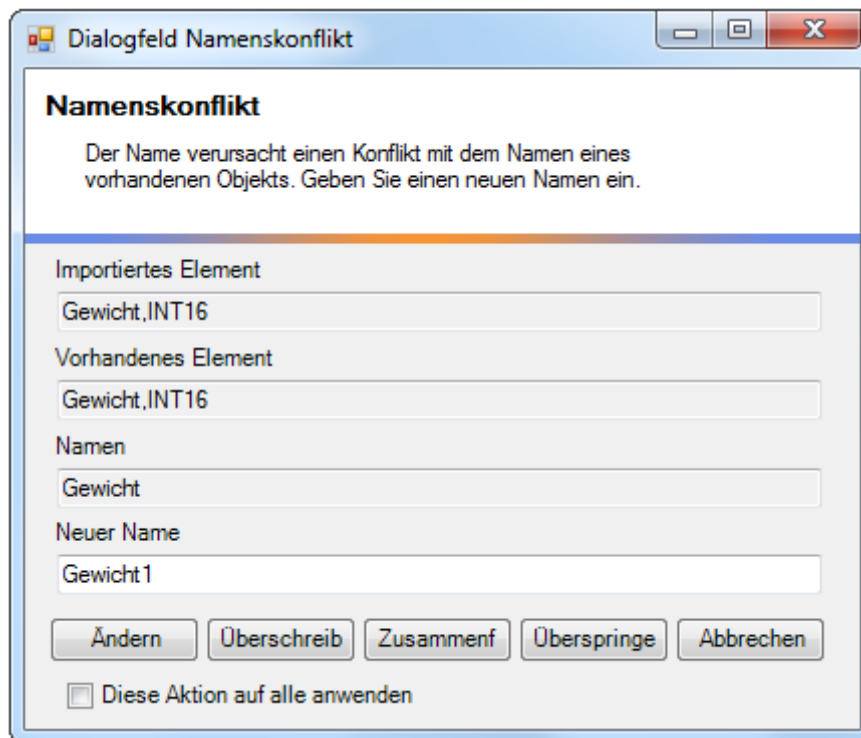 Dialogfeld Namenskonflikt
Namenskonflikt
Der Name verursacht einen Konflikt mit dem Namen eines
vorhandenen Objekts. Geben Sie einen neuen Namen ein.
Importiertes Element
Gewicht,INT16
Vorhandenes Element
Gewicht,INT16
Namen
Gewicht
Neuer Name
Gewicht1
Ändern Überschreib Zusammenf Überspringe Abbrechen
Diese Aktion auf alle anwenden